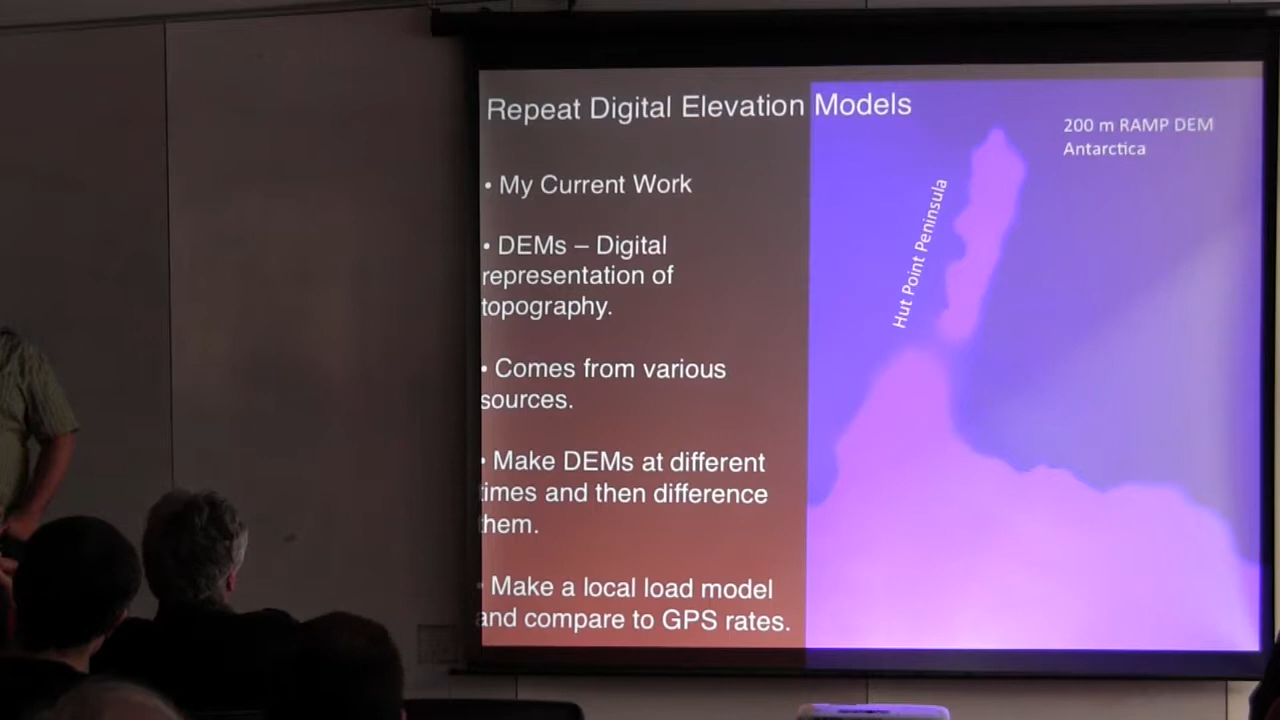 Repeat Digital Elevation Models
200 m RAMP DEM
Antarctica
Hut Point Peninsula
• My Current Work
• DEMs – Digital
representation of
topography.
• Comes from various
sources.
• Make DEMs at different
times and then difference
them.
• Make a local load model
and compare to GPS rates.